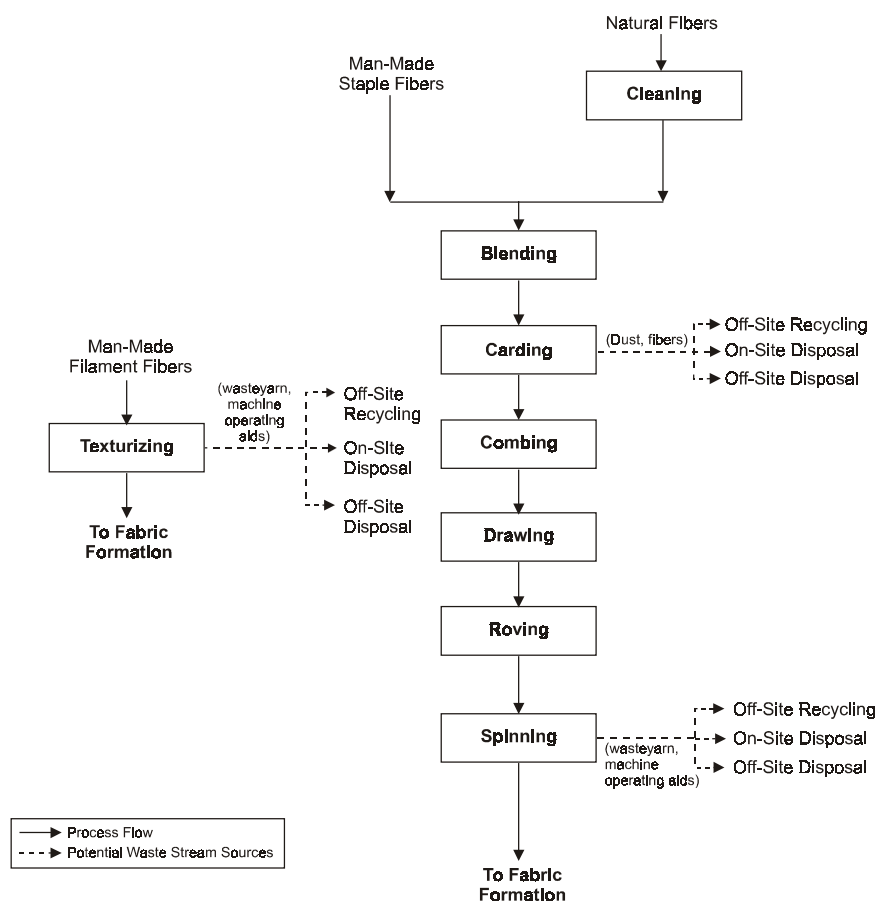 Natural Fibers
Man-Made
Staple Fibers
Cleaning
Blending
Carding
(Dust, fibers)
Off-Site Recycling
On-Site Disposal
Off-Site Disposal
Man-Made
Filament Fibers
Texturizing
(wasteyarn,
machine
operating
aids)
Off-Site
Recycling
On-Site
Disposal
Off-Site
Disposal
To Fabric
Formation
Combing
Drawing
Roving
Spinning
(wasteyarn,
machine
operating aids)
Off-Site Recycling
On-Site Disposal
Off-Site Disposal
Process Flow
Potential Waste Stream Sources
To Fabric
Formation